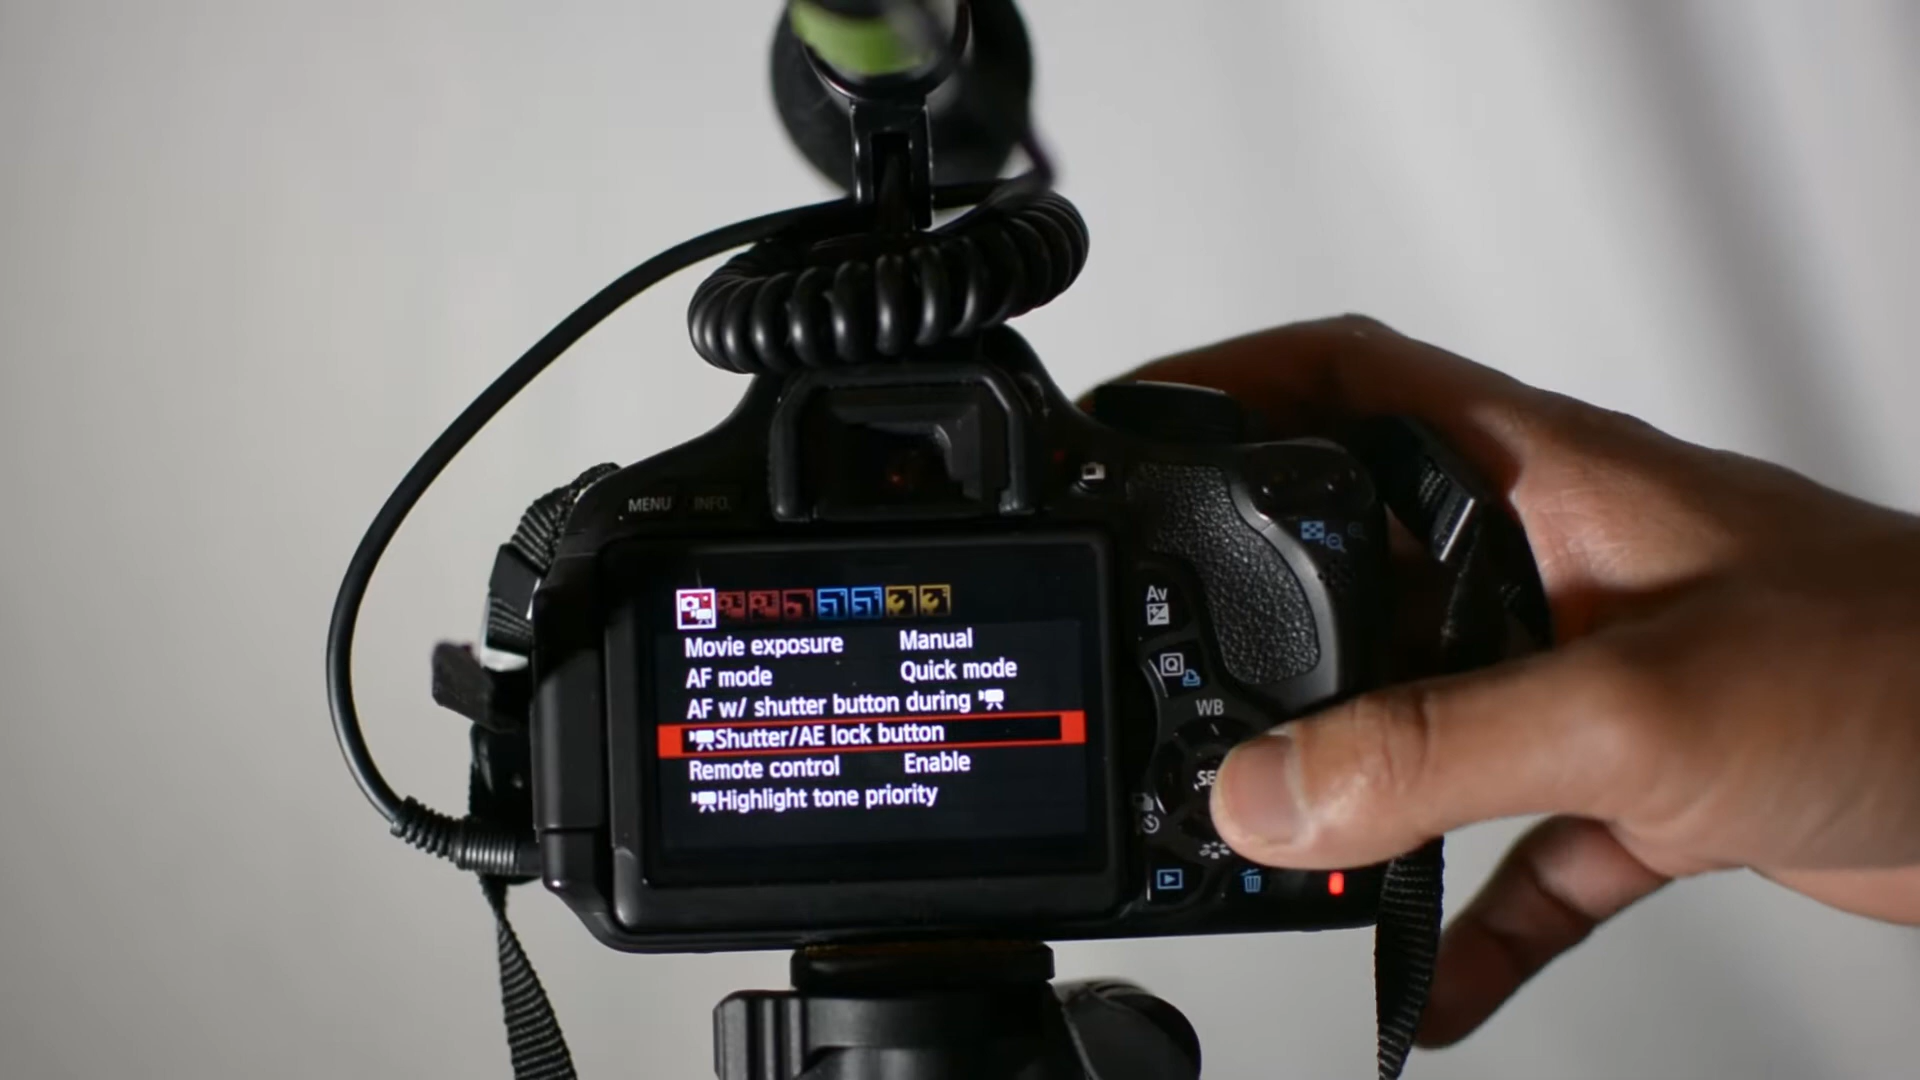 MENU INFO.
Av
Q
WB
Movie exposure Manual
AF mode Quick mode
AF w/ shutter button during
Shutter/AE lock button
Remote control Enable
Highlight tone priority